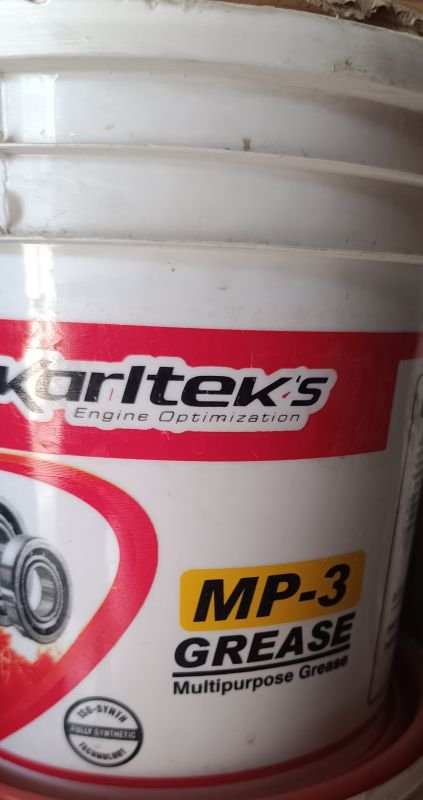 Karltek's
Engine Optimization
MP-3
GREASE
Multipurpose Grease
ISO-SYNTH
FULLY SYNTHETIC
TECHNOLOGY